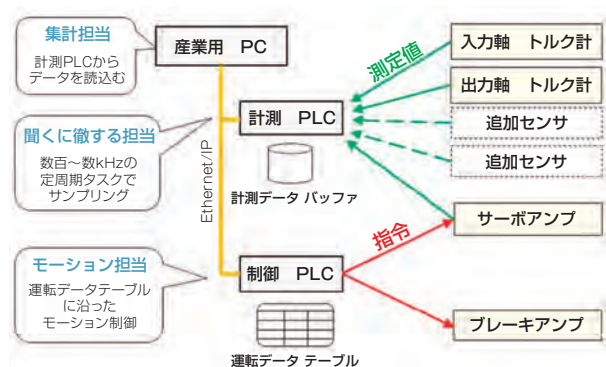 集計担当
計測PLCから
データを読込む
産業用 PC
測定値
入力軸 トルク計
出力軸 トルク計
追加センサ
追加センサ
聞くに徹する担当
数百～数kHzの
定周期タスクで
サンプリング
計測 PLC
計測データ バッファ
Ethernet/IP
サーボアンプ
指令
モーション担当
運転データテーブル
に沿った
モーション制御
制御 PLC
運転データ テーブル
ブレーキアンプ